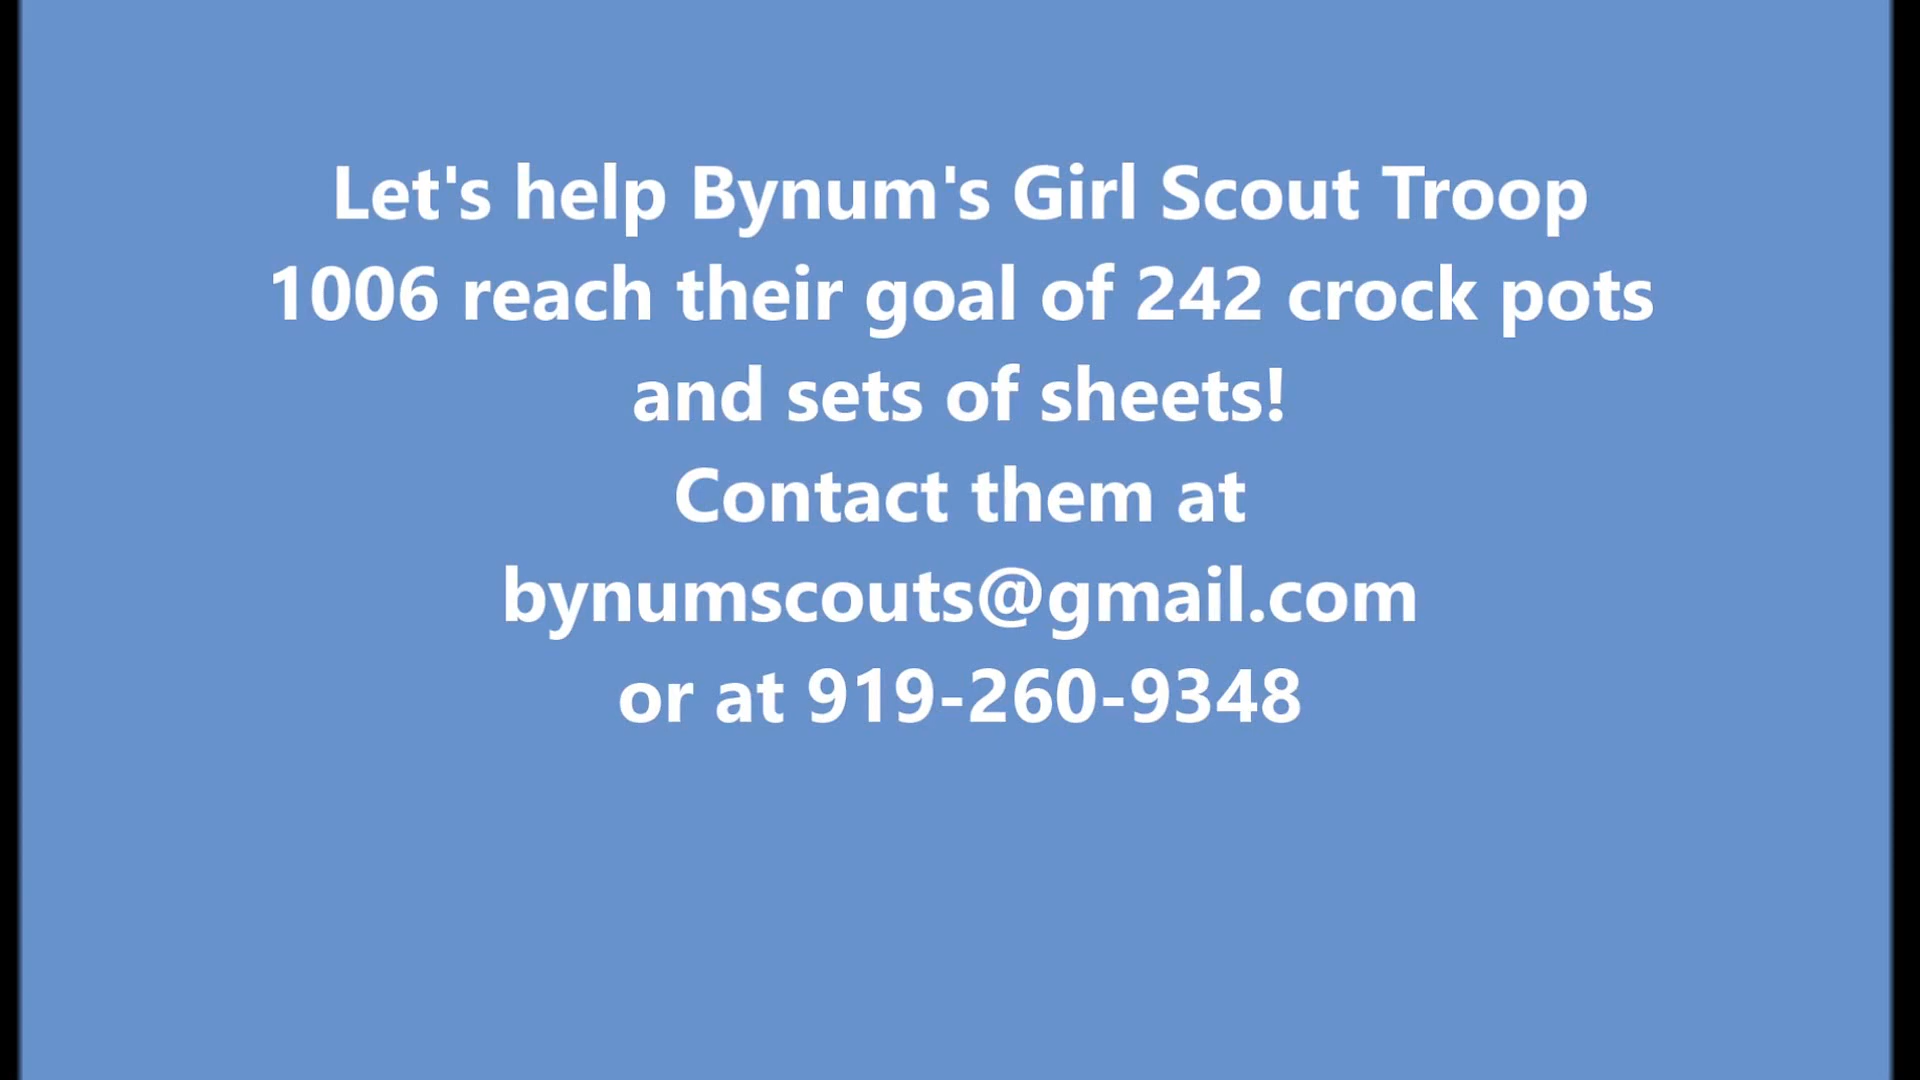 Let's help Bynum's Girl Scout Troop
1006 reach their goal of 242 crock pots
and sets of sheets!
Contact them at
bynumscouts@gmail.com
or at 919-260-9348